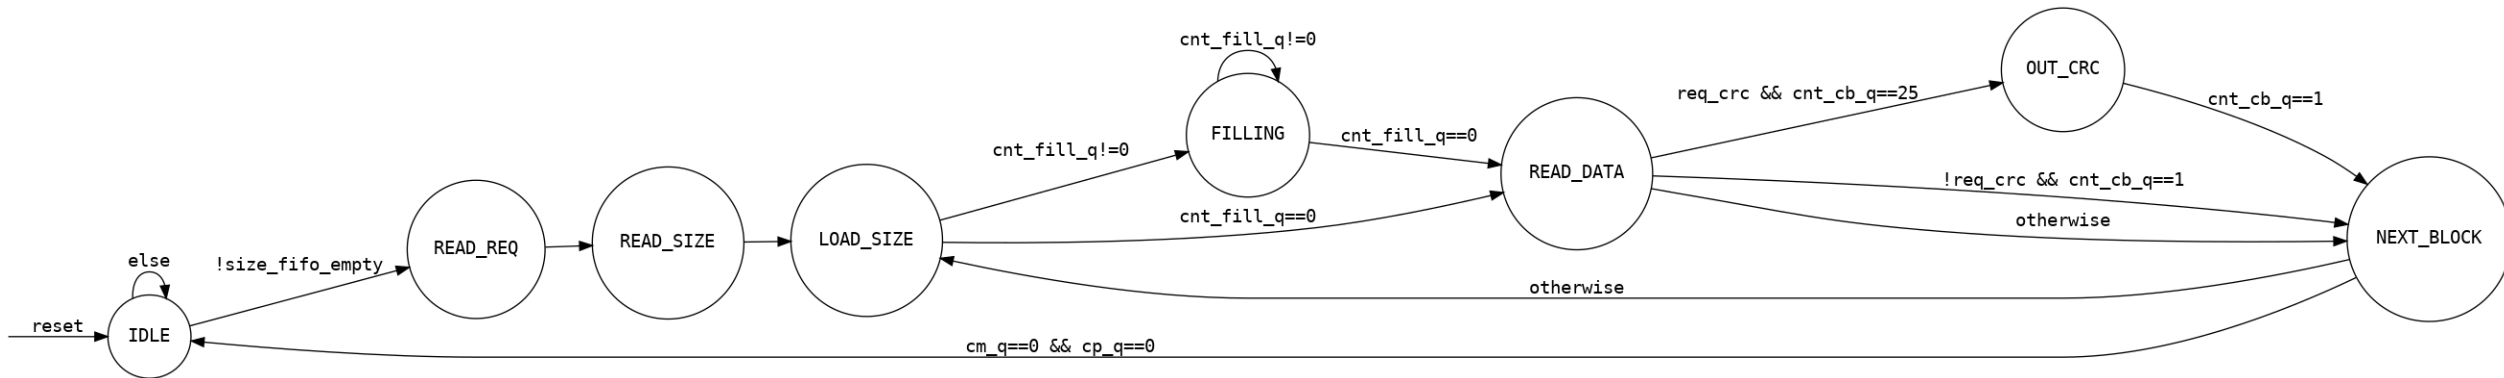 reset
IDLE
else
!size_fifo_empty
READ_REQ
READ_SIZE
LOAD_SIZE
cnt_fill_q!=0
cnt_fill_q==0
FILLING
cnt_fill_q!=0
cnt_fill_q==0
READ_DATA
req_crc && cnt_cb_q==25
OUT_CRC
cnt_cb_q==1
!req_crc && cnt_cb_q==1
otherwise
NEXT_BLOCK
otherwise
cm_q==0 && cp_q==0